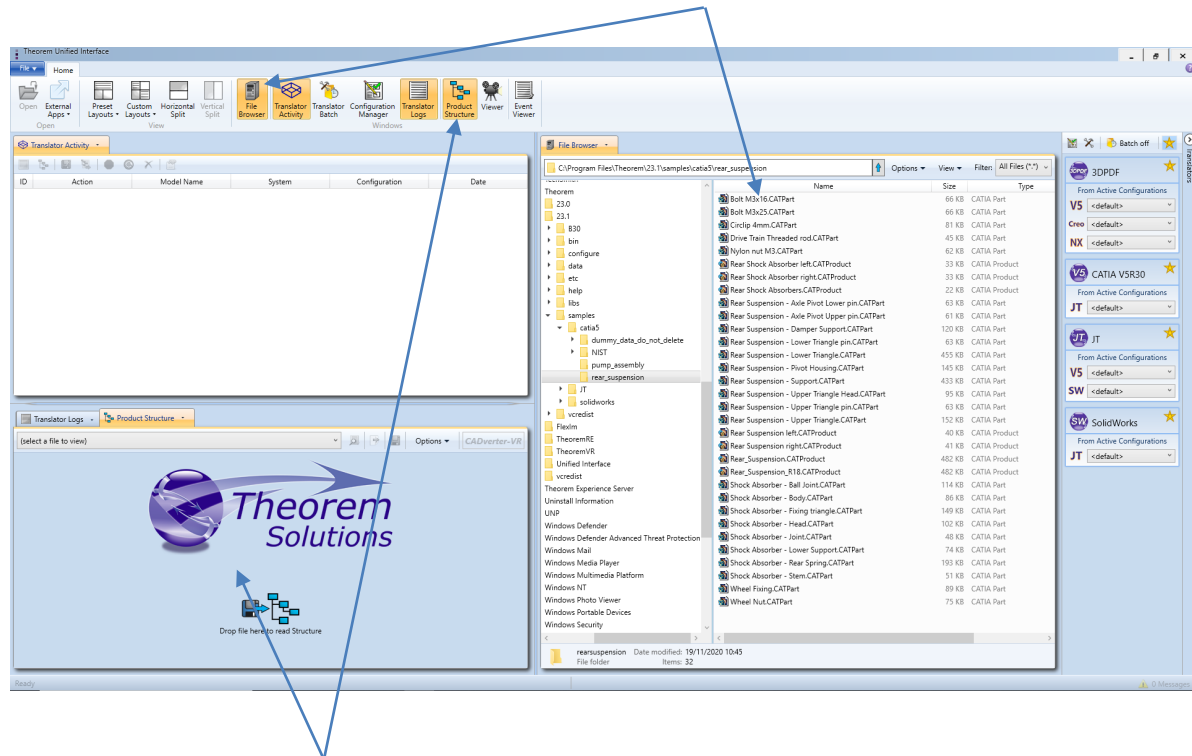 Theorem Unified Interface
File
Home
Open
External Apps
Preset Layouts
Custom Layouts
Horizontal Split
Vertical Split
File Browser
Translator Activity
Translator Batch
Configuration Manager
Translator Logs
Product Structure
Viewer
Event Viewer
Open
View
Windows
Translator Activity
ID Action Model Name System Configuration Date
Translator Logs
Product Structure
(select a file to view)
Options
CADverter-VR
Theorem
Solutions
Drop file here to read Structure
File Browser
C:\Program Files\Theorem\23.1\samples\catia5\rear_suspension
Options
View
Filter: All Files (*.*)
Theorem
23.0
23.1
B30
bin
configure
data
etc
help
libs
samples
catia5
dummy_data_do_not_delete
NIST
pump_assembly
rear_suspension
JT
solidworks
vcredist
Flexlm
TheoremRE
TheoremVR
Unified Interface
vcredist
Theorem Experience Server
Uninstall Information
UNP
Windows Defender
Windows Defender Advanced Threat Protection
Windows Mail
Windows Media Player
Windows Multimedia Platform
Windows NT
Windows Photo Viewer
Windows Portable Devices
Windows Security
Name Size Type
Bolt M3x16.CATPart 66 KB CATIA Part
Bolt M3x25.CATPart 66 KB CATIA Part
Circlip 4mm.CATPart 81 KB CATIA Part
Drive Train Threaded rod.CATPart 45 KB CATIA Part
Nylon nut M3.CATPart 62 KB CATIA Part
Rear Shock Absorber left.CATProduct 33 KB CATIA Product
Rear Shock Absorber right.CATProduct 33 KB CATIA Product
Rear Shock Absorbers.CATProduct 22 KB CATIA Product
Rear Suspension - Axle Pivot Lower pin.CATPart 63 KB CATIA Part
Rear Suspension - Axle Pivot Upper pin.CATPart 61 KB CATIA Part
Rear Suspension - Damper Support.CATPart 120 KB CATIA Part
Rear Suspension - Lower Triangle pin.CATPart 63 KB CATIA Part
Rear Suspension - Lower Triangle.CATPart 455 KB CATIA Part
Rear Suspension - Pivot Housing.CATPart 145 KB CATIA Part
Rear Suspension - Support.CATPart 433 KB CATIA Part
Rear Suspension - Upper Triangle Head.CATPart 95 KB CATIA Part
Rear Suspension - Upper Triangle pin.CATPart 63 KB CATIA Part
Rear Suspension - Upper Triangle.CATPart 152 KB CATIA Part
Rear Suspension left.CATProduct 40 KB CATIA Product
Rear Suspension right.CATProduct 41 KB CATIA Product
Rear_Suspension.CATProduct 482 KB CATIA Product
Rear_Suspension_R18.CATProduct 482 KB CATIA Product
Shock Absorber - Ball Joint.CATPart 114 KB CATIA Part
Shock Absorber - Body.CATPart 86 KB CATIA Part
Shock Absorber - Fixing triangle.CATPart 149 KB CATIA Part
Shock Absorber - Head.CATPart 102 KB CATIA Part
Shock Absorber - Joint.CATPart 48 KB CATIA Part
Shock Absorber - Lower Support.CATPart 74 KB CATIA Part
Shock Absorber - Rear Spring.CATPart 193 KB CATIA Part
Shock Absorber - Stem.CATPart 51 KB CATIA Part
Wheel Fixing.CATPart 89 KB CATIA Part
Wheel Nut.CATPart 75 KB CATIA Part
rearsuspension Date modified: 19/11/2020 10:45
File folder Items: 32
Batch off
Translators
3DPDF
From Active Configurations
V5 <default>
Creo <default>
NX <default>
V5 CATIA V5R30
From Active Configurations
JT <default>
JT JT
From Active Configurations
V5 <default>
SW <default>
SW SolidWorks
From Active Configurations
JT <default>
Ready
0 Messages